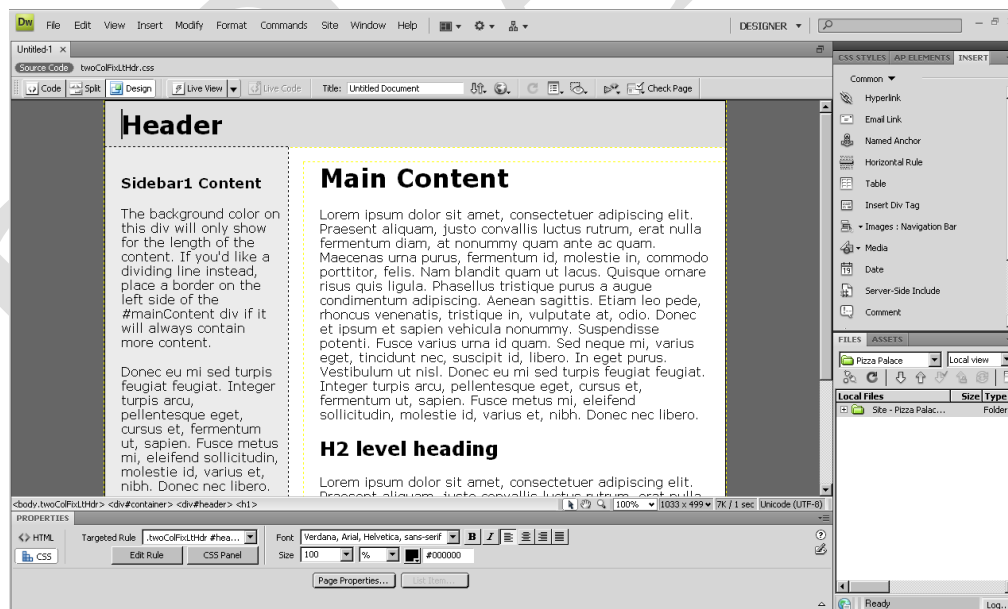 Dw File Edit View Insert Modify Format Commands Site Window Help DESIGNER
Untitled-1 ×
Source Code twoColFixLtHdr.css
Code Split Design Live View Live Code Title: Untitled Document Check Page
Header
Sidebar1 Content
The background color on
this div will only show
for the length of the
content. If you'd like a
dividing line instead,
place a border on the
left side of the
#mainContent div if it
will always contain
more content.
Donec eu mi sed turpis
feugiat feugiat. Integer
turpis arcu,
pellentesque eget,
cursus et, fermentum
ut, sapien. Fusce metus
mi, eleifend sollicitudin,
molestie id, varius et,
nibh. Donec nec libero.
Main Content
Lorem ipsum dolor sit amet, consectetuer adipiscing elit.
Praesent aliquam, justo convallis luctus rutrum, erat nulla
fermentum diam, at nonummy quam ante ac quam.
Maecenas urna purus, fermentum id, molestie in, commodo
porttitor, felis. Nam blandit quam ut lacus. Quisque ornare
risus quis ligula. Phasellus tristique purus a augue
condimentum adipiscing. Aenean sagittis. Etiam leo pede,
rhoncus venenatis, tristique in, vulputate at, odio. Donec
et ipsum et sapien vehicula nonummy. Suspendisse
potenti. Fusce varius urna id quam. Sed neque mi, varius
eget, tincidunt nec, suscipit id, libero. In eget purus.
Vestibulum ut nisl. Donec eu mi sed turpis feugiat feugiat.
Integer turpis arcu, pellentesque eget, cursus et,
fermentum ut, sapien. Fusce metus mi, eleifend
sollicitudin, molestie id, varius et, nibh. Donec nec libero.
H2 level heading
Lorem ipsum dolor sit amet, consectetuer adipiscing elit.
Praesent aliquam, justo convallis luctus rutrum, erat nulla
<body.twoColFixLtHdr> <div#container> <div#header> <h1> 100% 1033 x 499 7K / 1 sec Unicode (UTF-8)
PROPERTIES
<> HTML Targeted Rule .twoColFixLtHdr #hea... Font Verdana, Arial, Helvetica, sans-serif B I
CSS Edit Rule CSS Panel Size 100 % #000000
Page Properties... List Item...
CSS STYLES AP ELEMENTS INSERT
Common
Hyperlink
Email Link
Named Anchor
Horizontal Rule
Table
Insert Div Tag
Images : Navigation Bar
Media
19 Date
Server-Side Include
Comment
FILES ASSETS
Pizza Palace Local view
Local Files Size Type
Site - Pizza Palac... Folder
Ready Log...